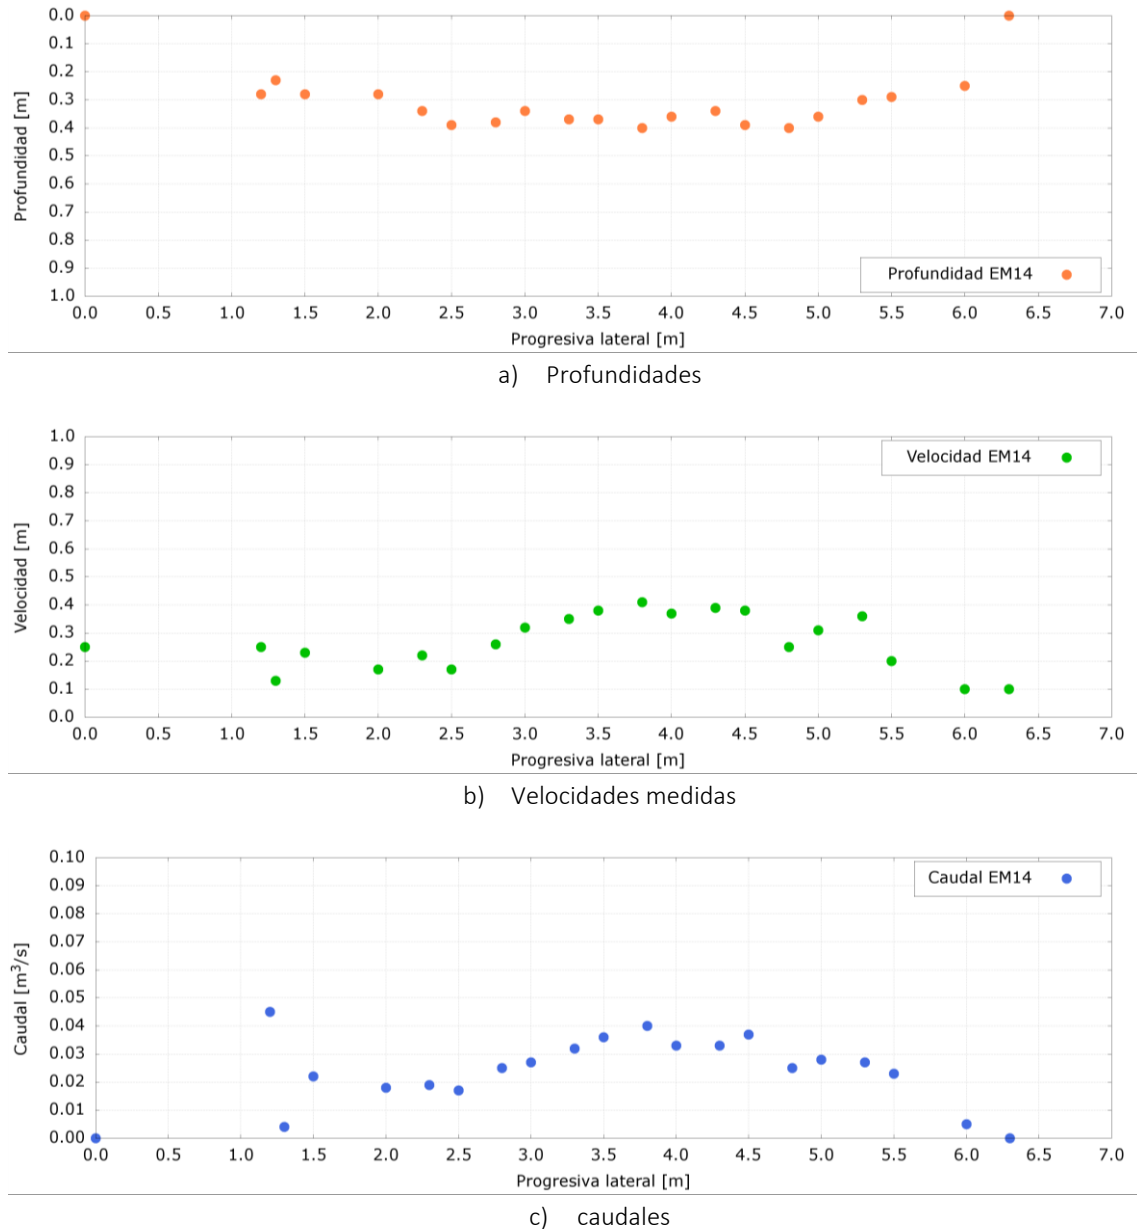 0.0
0.1
0.2
0.3
0.4
0.5
0.6
0.7
0.8
0.9
1.0
Profundidad [m]
Profundidad EM14
0.0 0.5 1.0 1.5 2.0 2.5 3.0 3.5 4.0 4.5 5.0 5.5 6.0 6.5 7.0
Progresiva lateral [m]
a) Profundidades
1.0
0.9
0.8
0.7
0.6
0.5
0.4
0.3
0.2
0.1
0.0
Velocidad [m]
Velocidad EM14
0.0 0.5 1.0 1.5 2.0 2.5 3.0 3.5 4.0 4.5 5.0 5.5 6.0 6.5 7.0
Progresiva lateral [m]
b) Velocidades medidas
0.10
0.09
0.08
0.07
0.06
0.05
0.04
0.03
0.02
0.01
0.00
Caudal [m³/s]
Caudal EM14
0.0 0.5 1.0 1.5 2.0 2.5 3.0 3.5 4.0 4.5 5.0 5.5 6.0 6.5 7.0
Progresiva lateral [m]
c) caudales